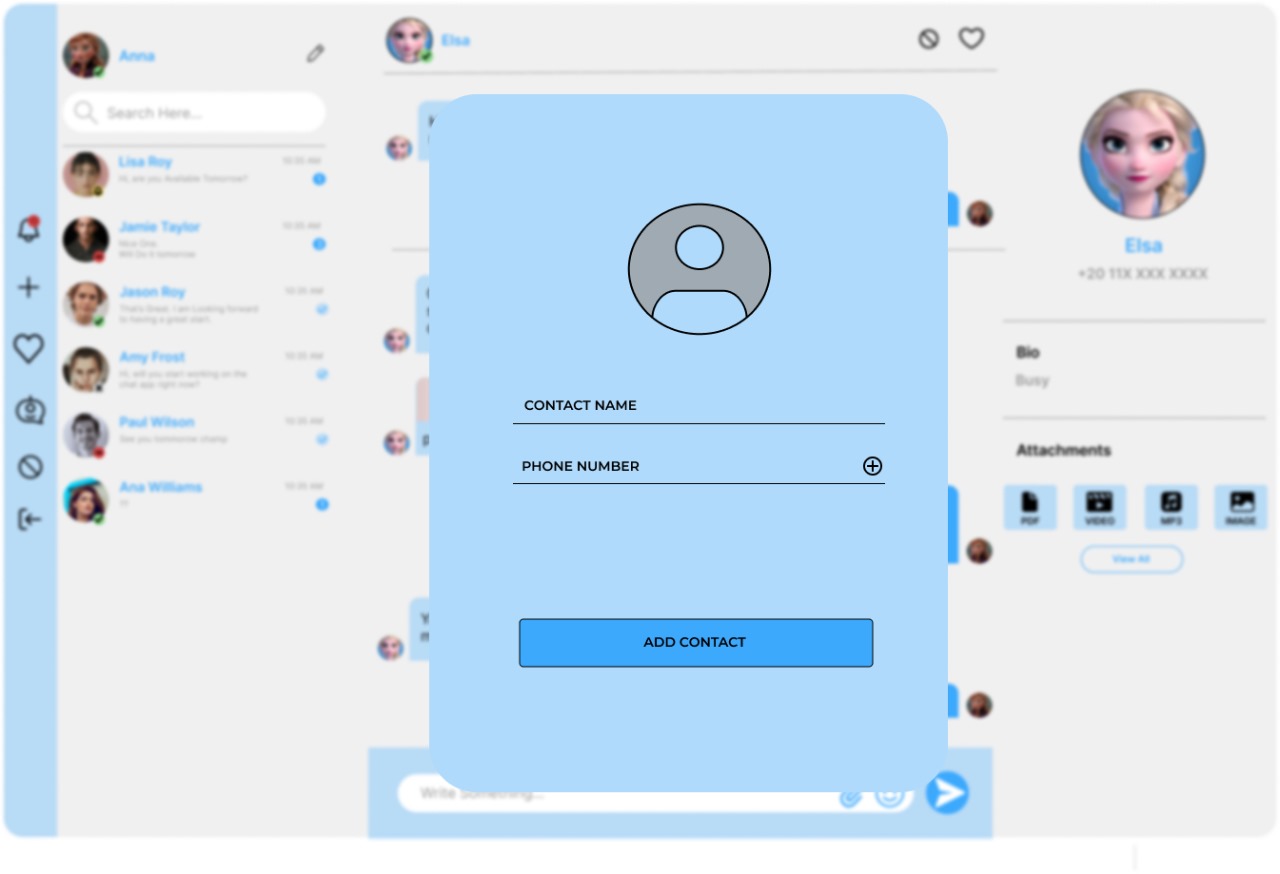 Anna
Search Here...
Lisa Roy
10:35 AM
Hi, are you Available Tomorrow?
1
Jamie Taylor
10:35 AM
Nice One.
Will Do it tomorrow
Jason Roy
10:35 AM
That's Great, I am Looking forward
to having a great start.
Amy Frost
10:35 AM
Hi, will you start working on the
chat app right now?
Paul Wilson
10:35 AM
See you tommorow champ
Ana Williams
10:35 AM
Elsa
CONTACT NAME
PHONE NUMBER
ADD CONTACT
Write Something...
Elsa
+20 11X XXX XXXX
Bio
Busy
Attachments
PDF
VIDEO
MP3
IMAGE
View All